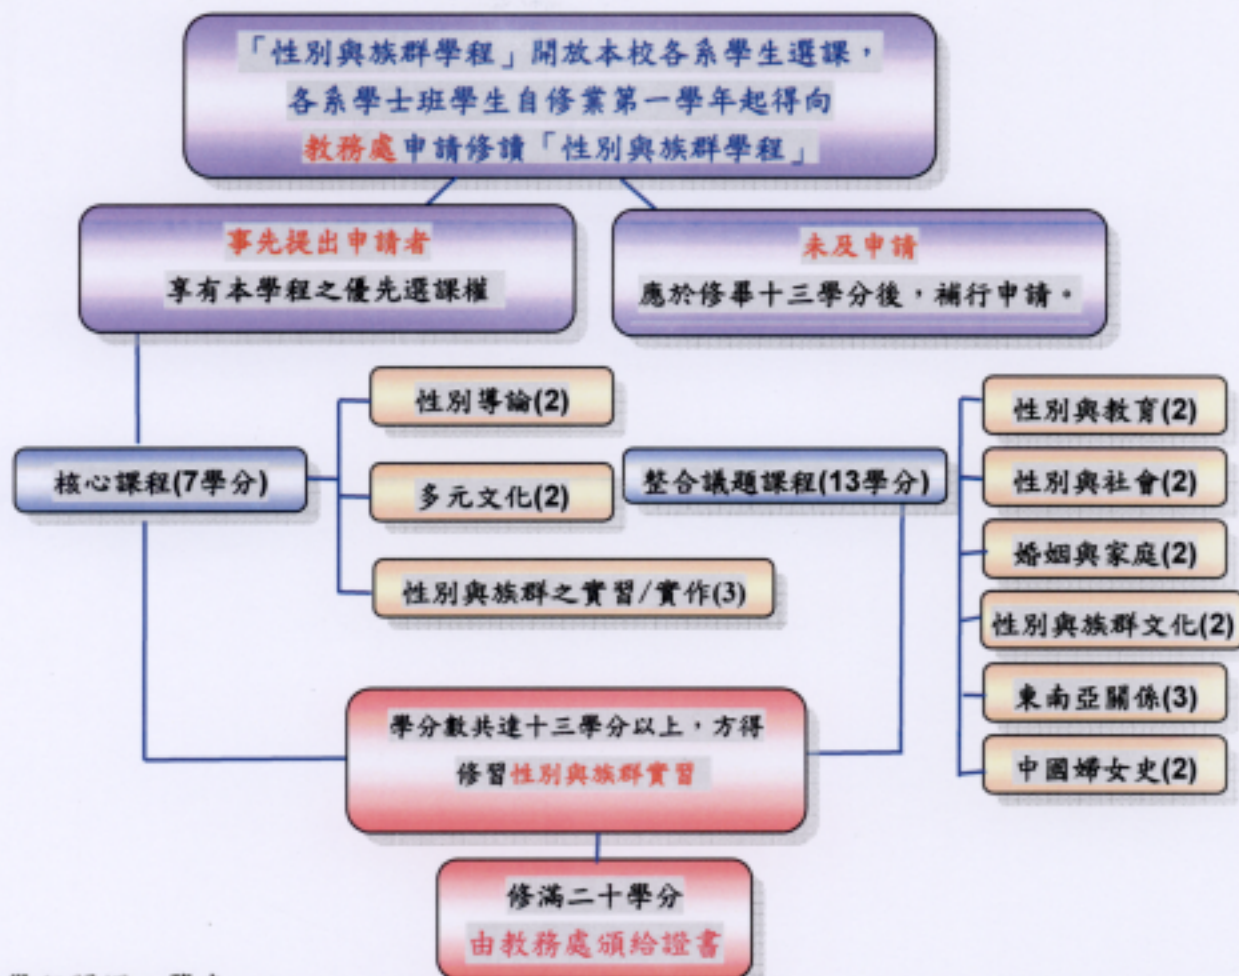 「性別與族群學程」開放本校各系學生選課，
各系學士班學生自修業第一學年起得向
教務處申請修讀「性別與族群學程」
事先提出申請者
享有本學程之優先選課權
未及申請
應於修畢十三學分後，補行申請。
核心課程(7學分)
性別導論(2)
多元文化(2)
性別與族群之實習/實作(3)
整合議題課程(13學分)
性別與教育(2)
性別與社會(2)
婚姻與家庭(2)
性別與族群文化(2)
東南亞關係(3)
中國婦女史(2)
學分數共達十三學分以上，方得
修習性別與族群實習
修滿二十學分
由教務處頒給證書